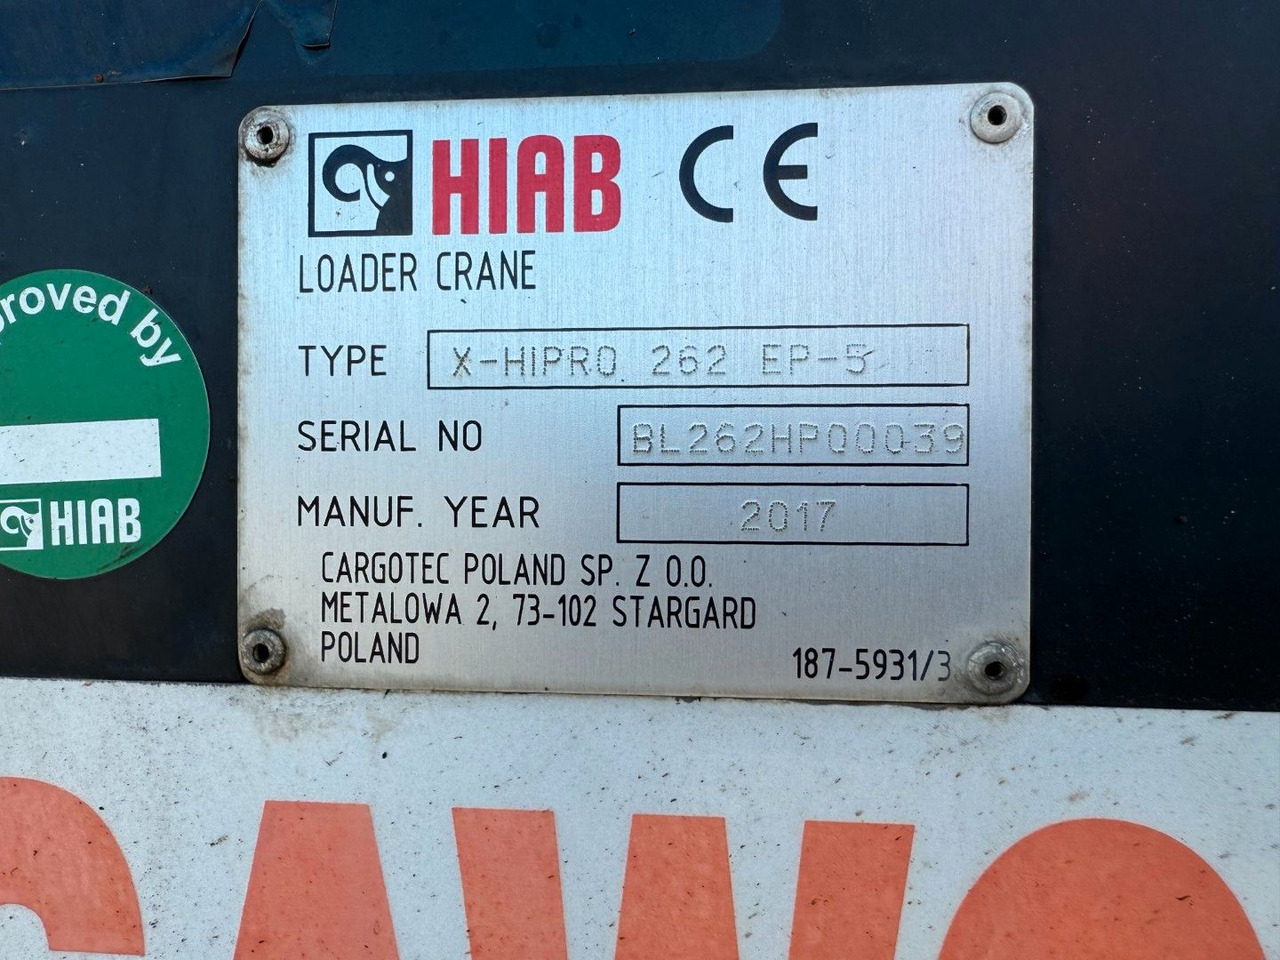 HIAB CE
LOADER CRANE
TYPE X-HIPRO 262 EP-5
SERIAL NO BL262HP00039
MANUF. YEAR 2017
CARGOTEC POLAND SP. Z O.O.
METALOWA 2, 73-102 STARGARD
POLAND
187-5931/3
roved by
HIAB